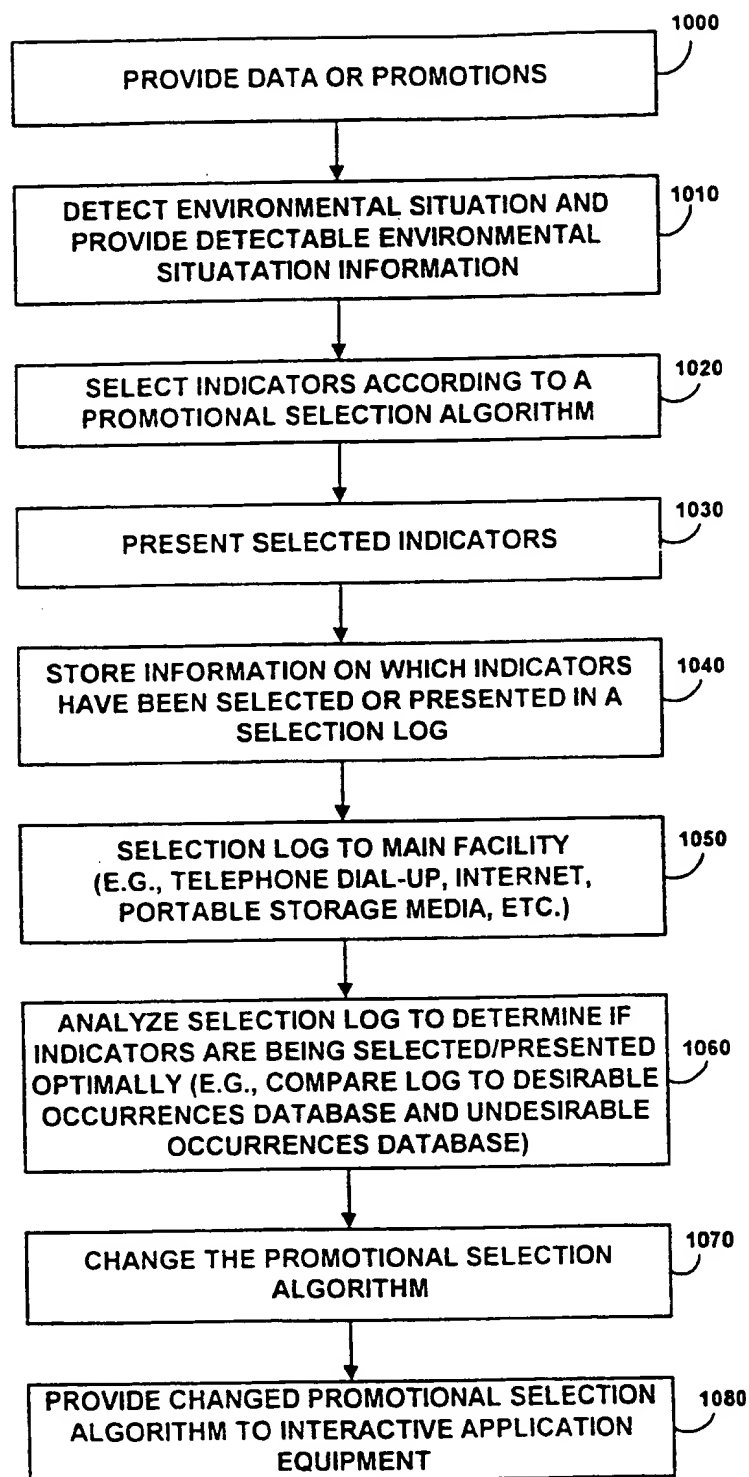 1000
PROVIDE DATA OR PROMOTIONS
1010
DETECT ENVIRONMENTAL SITUATION AND
PROVIDE DETECTABLE ENVIRONMENTAL
SITUATATION INFORMATION
1020
SELECT INDICATORS ACCORDING TO A
PROMOTIONAL SELECTION ALGORITHM
1030
PRESENT SELECTED INDICATORS
1040
STORE INFORMATION ON WHICH INDICATORS
HAVE BEEN SELECTED OR PRESENTED IN A
SELECTION LOG
1050
SELECTION LOG TO MAIN FACILITY
(E.G., TELEPHONE DIAL-UP, INTERNET,
PORTABLE STORAGE MEDIA, ETC.)
1060
ANALYZE SELECTION LOG TO DETERMINE IF
INDICATORS ARE BEING SELECTED/PRESENTED
OPTIMALLY (E.G., COMPARE LOG TO DESIRABLE
OCCURRENCES DATABASE AND UNDESIRABLE
OCCURRENCES DATABASE)
1070
CHANGE THE PROMOTIONAL SELECTION
ALGORITHM
1080
PROVIDE CHANGED PROMOTIONAL SELECTION
ALGORITHM TO INTERACTIVE APPLICATION
EQUIPMENT